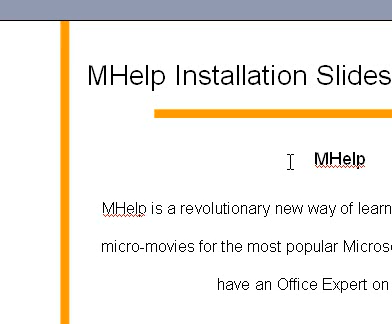 MHelp Installation Slides
MHelp
MHelp is a revolutionary new way of learn
micro-movies for the most popular Microso
have an Office Expert on